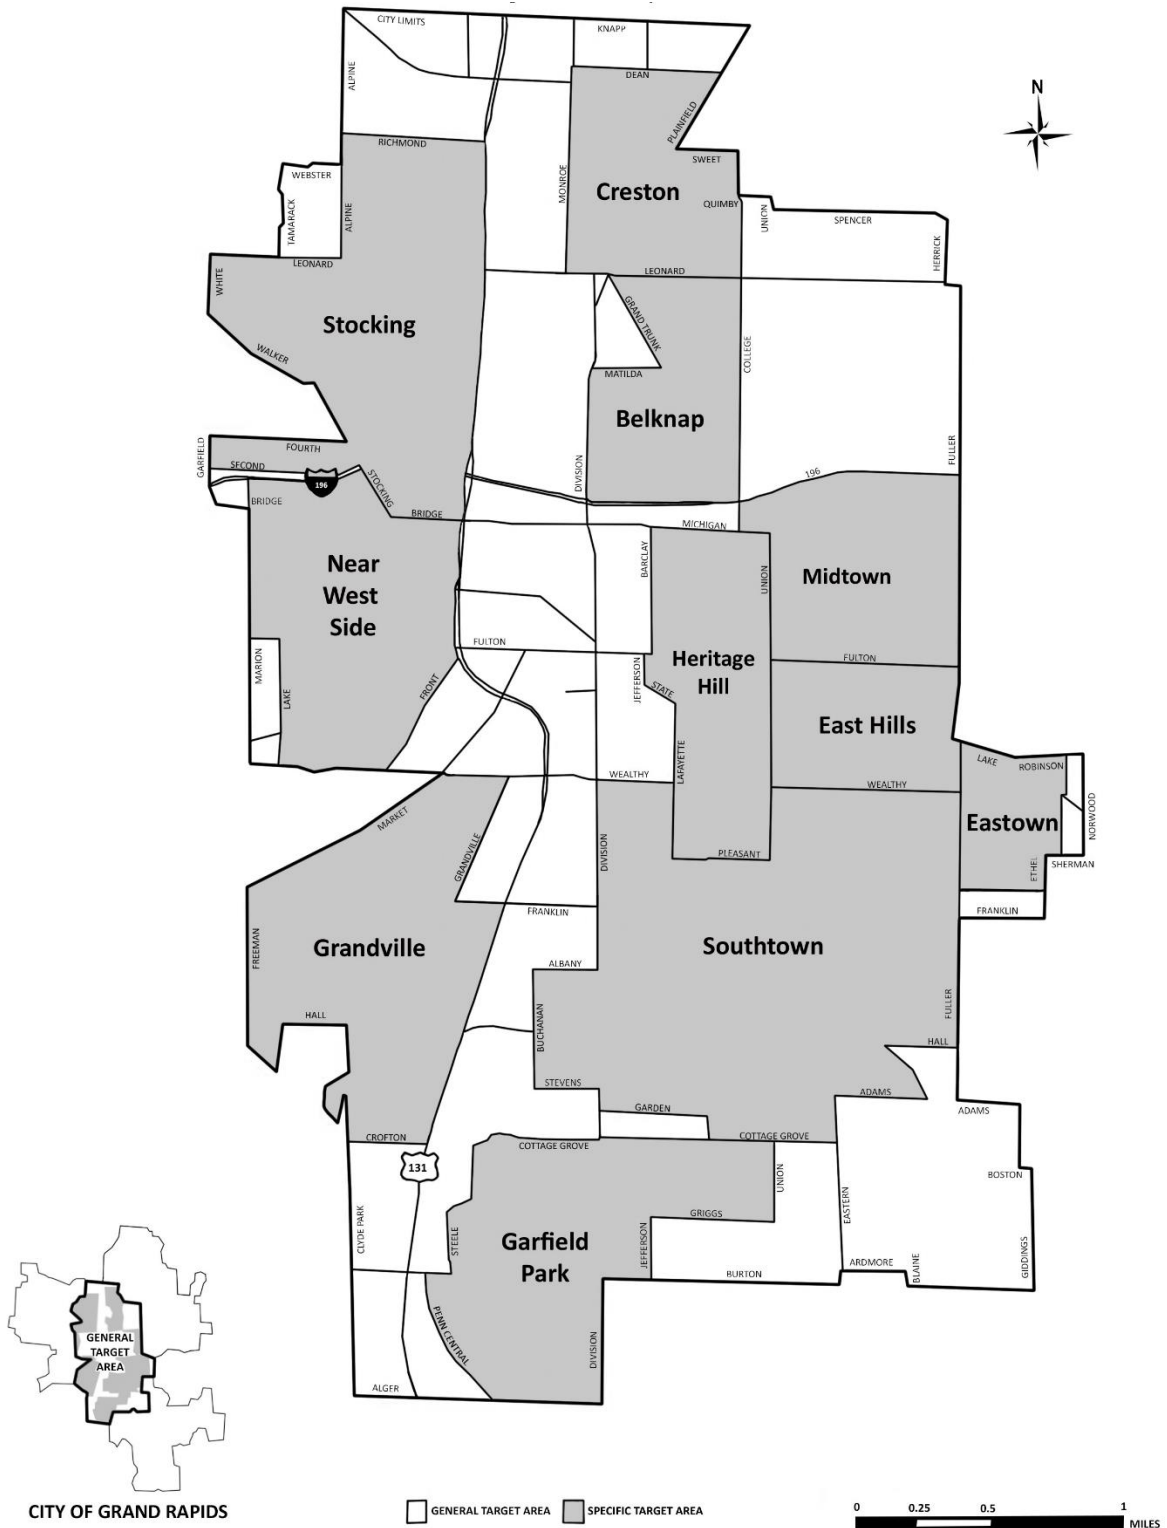 CITY LIMITS
KNAPP
ALPINE
DEAN
N
PLAINFIELD
RICHMOND
SWEET
WEBSTER
MONROE
Creston
QUIMBY
TAMARACK
ALPINE
UNION
SPENCER
HERRICK
LEONARD
LEONARD
WHITE
Stocking
GRAND TRUNK
WALKER
COLLEGE
MATILDA
Belknap
GARFIELD
FOURTH
FULLER
SECOND
196
STOCKING
DIVISION
196
BRIDGE
BRIDGE
MICHIGAN
Near
West
Side
BARCLAY
UNION
Midtown
FULTON
Heritage
Hill
FULTON
MARION
LAKE
FRONT
JEFFERSON
STATE
East Hills
LAFAYETTE
LAKE
ROBINSON
WEALTHY
WEALTHY
MARKET
Eastown
NORWOOD
GRANDVILLE
DIVISION
PLEASANT
ETHEL
SHERMAN
FRANKLIN
FRANKLIN
FREEMAN
Grandville
Southtown
ALBANY
FULLER
HALL
BUCHANAN
HALL
STEVENS
ADAMS
GARDEN
ADAMS
CROFTON
COTTAGE GROVE
COTTAGE GROVE
131
UNION
BOSTON
CLYDE PARK
STEELE
GRIGGS
EASTERN
Garfield
Park
JEFFERSON
BURTON
ARDMORE
BLAINE
GIDDINGS
PENN CENTRAL
DIVISION
ALGER
GENERAL
TARGET
AREA
CITY OF GRAND RAPIDS
GENERAL TARGET AREA
SPECIFIC TARGET AREA
0 0.25 0.5 1
MILES